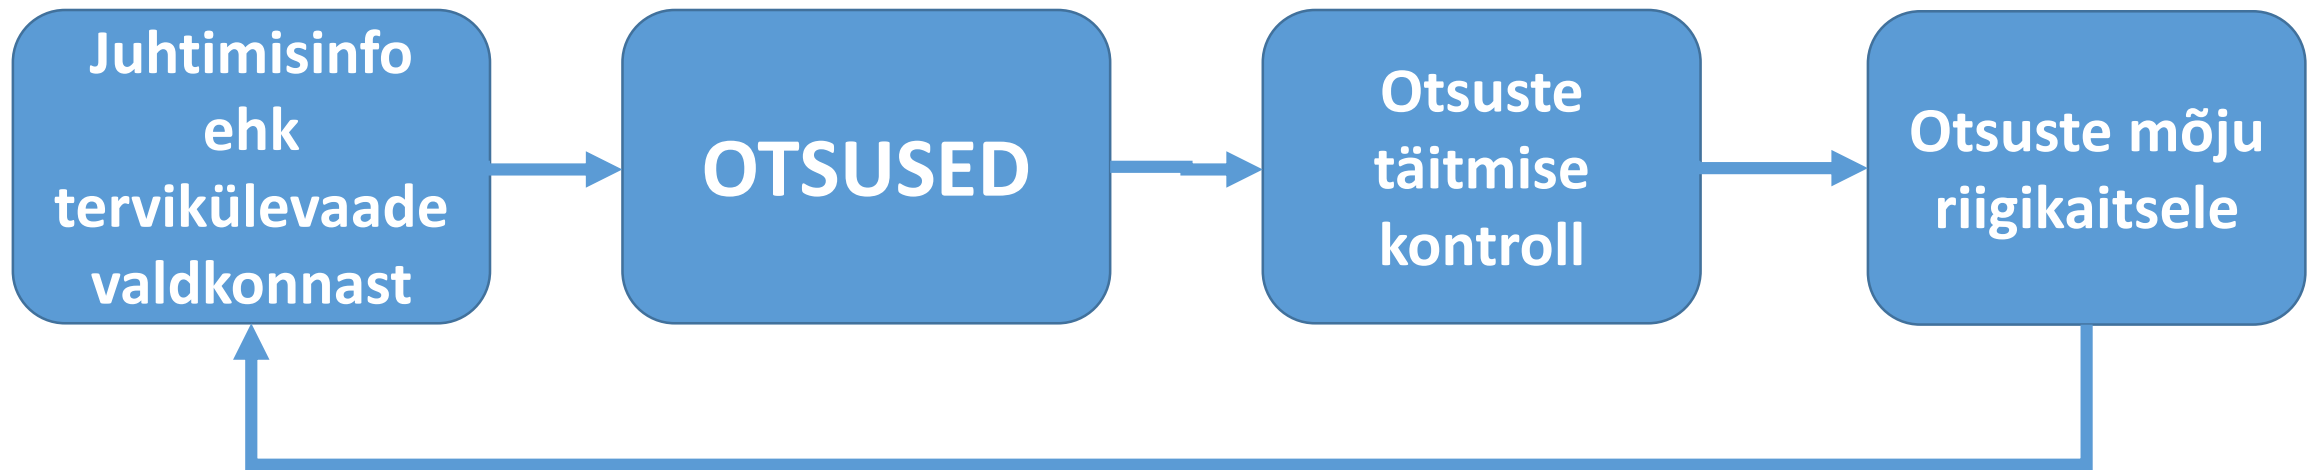 Juhtimisinfo
ehk
tervikülevaade
valdkonnast
OTSUSED
Otsuste
täitmise
kontroll
Otsuste mõju
riigikaitsele